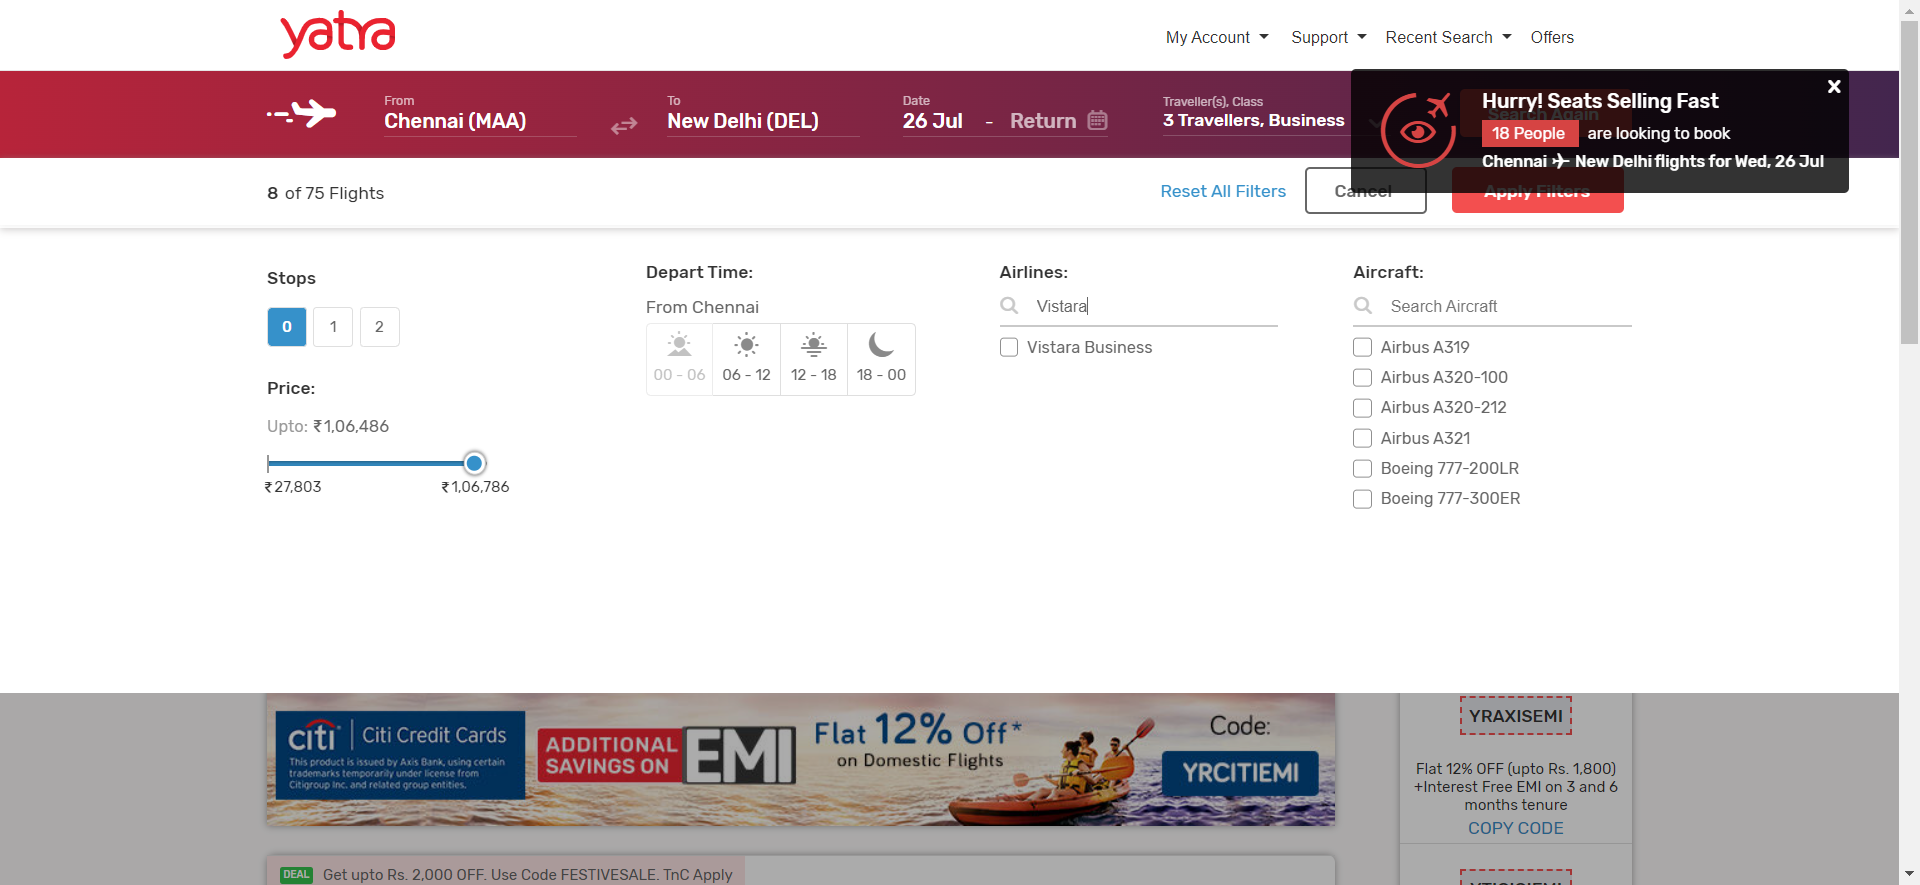 yatra
My Account
Support
Recent Search
Offers
From
Chennai (MAA)
To
New Delhi (DEL)
Date
26 Jul - Return
Traveller(s), Class
3 Travellers, Business
Search Again
Hurry! Seats Selling Fast
18 People are looking to book
Chennai New Delhi flights for Wed, 26 Jul
8 of 75 Flights
Reset All Filters
Cancel
Apply Filters
Stops
0
1
2
Price:
Upto: ₹1,06,486
₹27,803
₹1,06,786
Depart Time:
From Chennai
00 - 06
06 - 12
12 - 18
18 - 00
Airlines:
Vistara
Vistara Business
Aircraft:
Search Aircraft
Airbus A319
Airbus A320-100
Airbus A320-212
Airbus A321
Boeing 777-200LR
Boeing 777-300ER
citi Citi Credit Cards
This product is issued by Axis Bank, using certain
trademarks temporarily under license from
Citigroup Inc. and related group entities.
ADDITIONAL
SAVINGS ON
EMI
Flat 12% Off*
on Domestic Flights
Code:
YRCITIEMI
YRAXISEMI
Flat 12% OFF (upto Rs. 1,800)
+Interest Free EMI on 3 and 6
months tenure
COPY CODE
DEAL Get upto Rs. 2,000 OFF. Use Code FESTIVESALE. TnC Apply